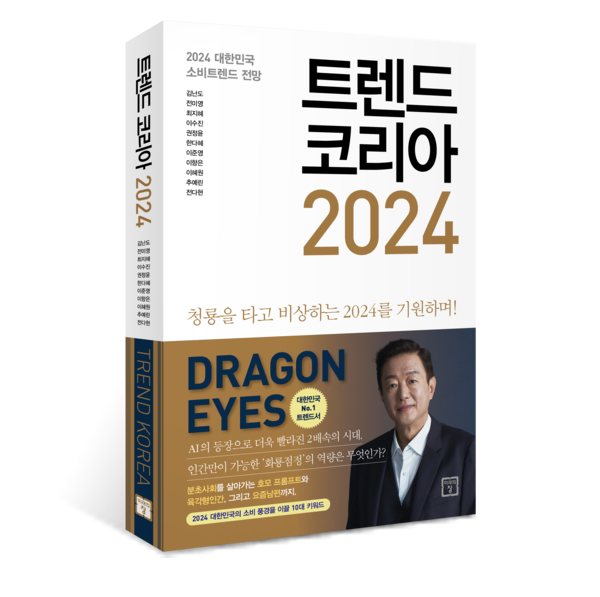 2024 대한민국
소비트렌드 전망
김난도
전미영
최지혜
이수진
권정윤
한다혜
이준영
이향은
이혜원
추예린
전다현
트렌드
코리아
2024
청룡을 타고 비상하는 2024를 기원하며!
DRAGON
EYES
대한민국
No.1
트렌드서
AI의 등장으로 더욱 빨라진 2배속의 시대,
인간만이 가능한 '화룡점정'의 역량은 무엇인가?
분초사회를 살아가는 호모 프롬프트와
육각형인간, 그리고 요즘남편까지,
2024 대한민국의 소비 풍경을 이끌 10대 키워드
미래의
창
트렌드 코리아 2024
김난도
전미영
최지혜
이수진
권정윤
한다혜
이준영
이향은
이혜원
추예린
전다현
TREND KOREA
미래의
창